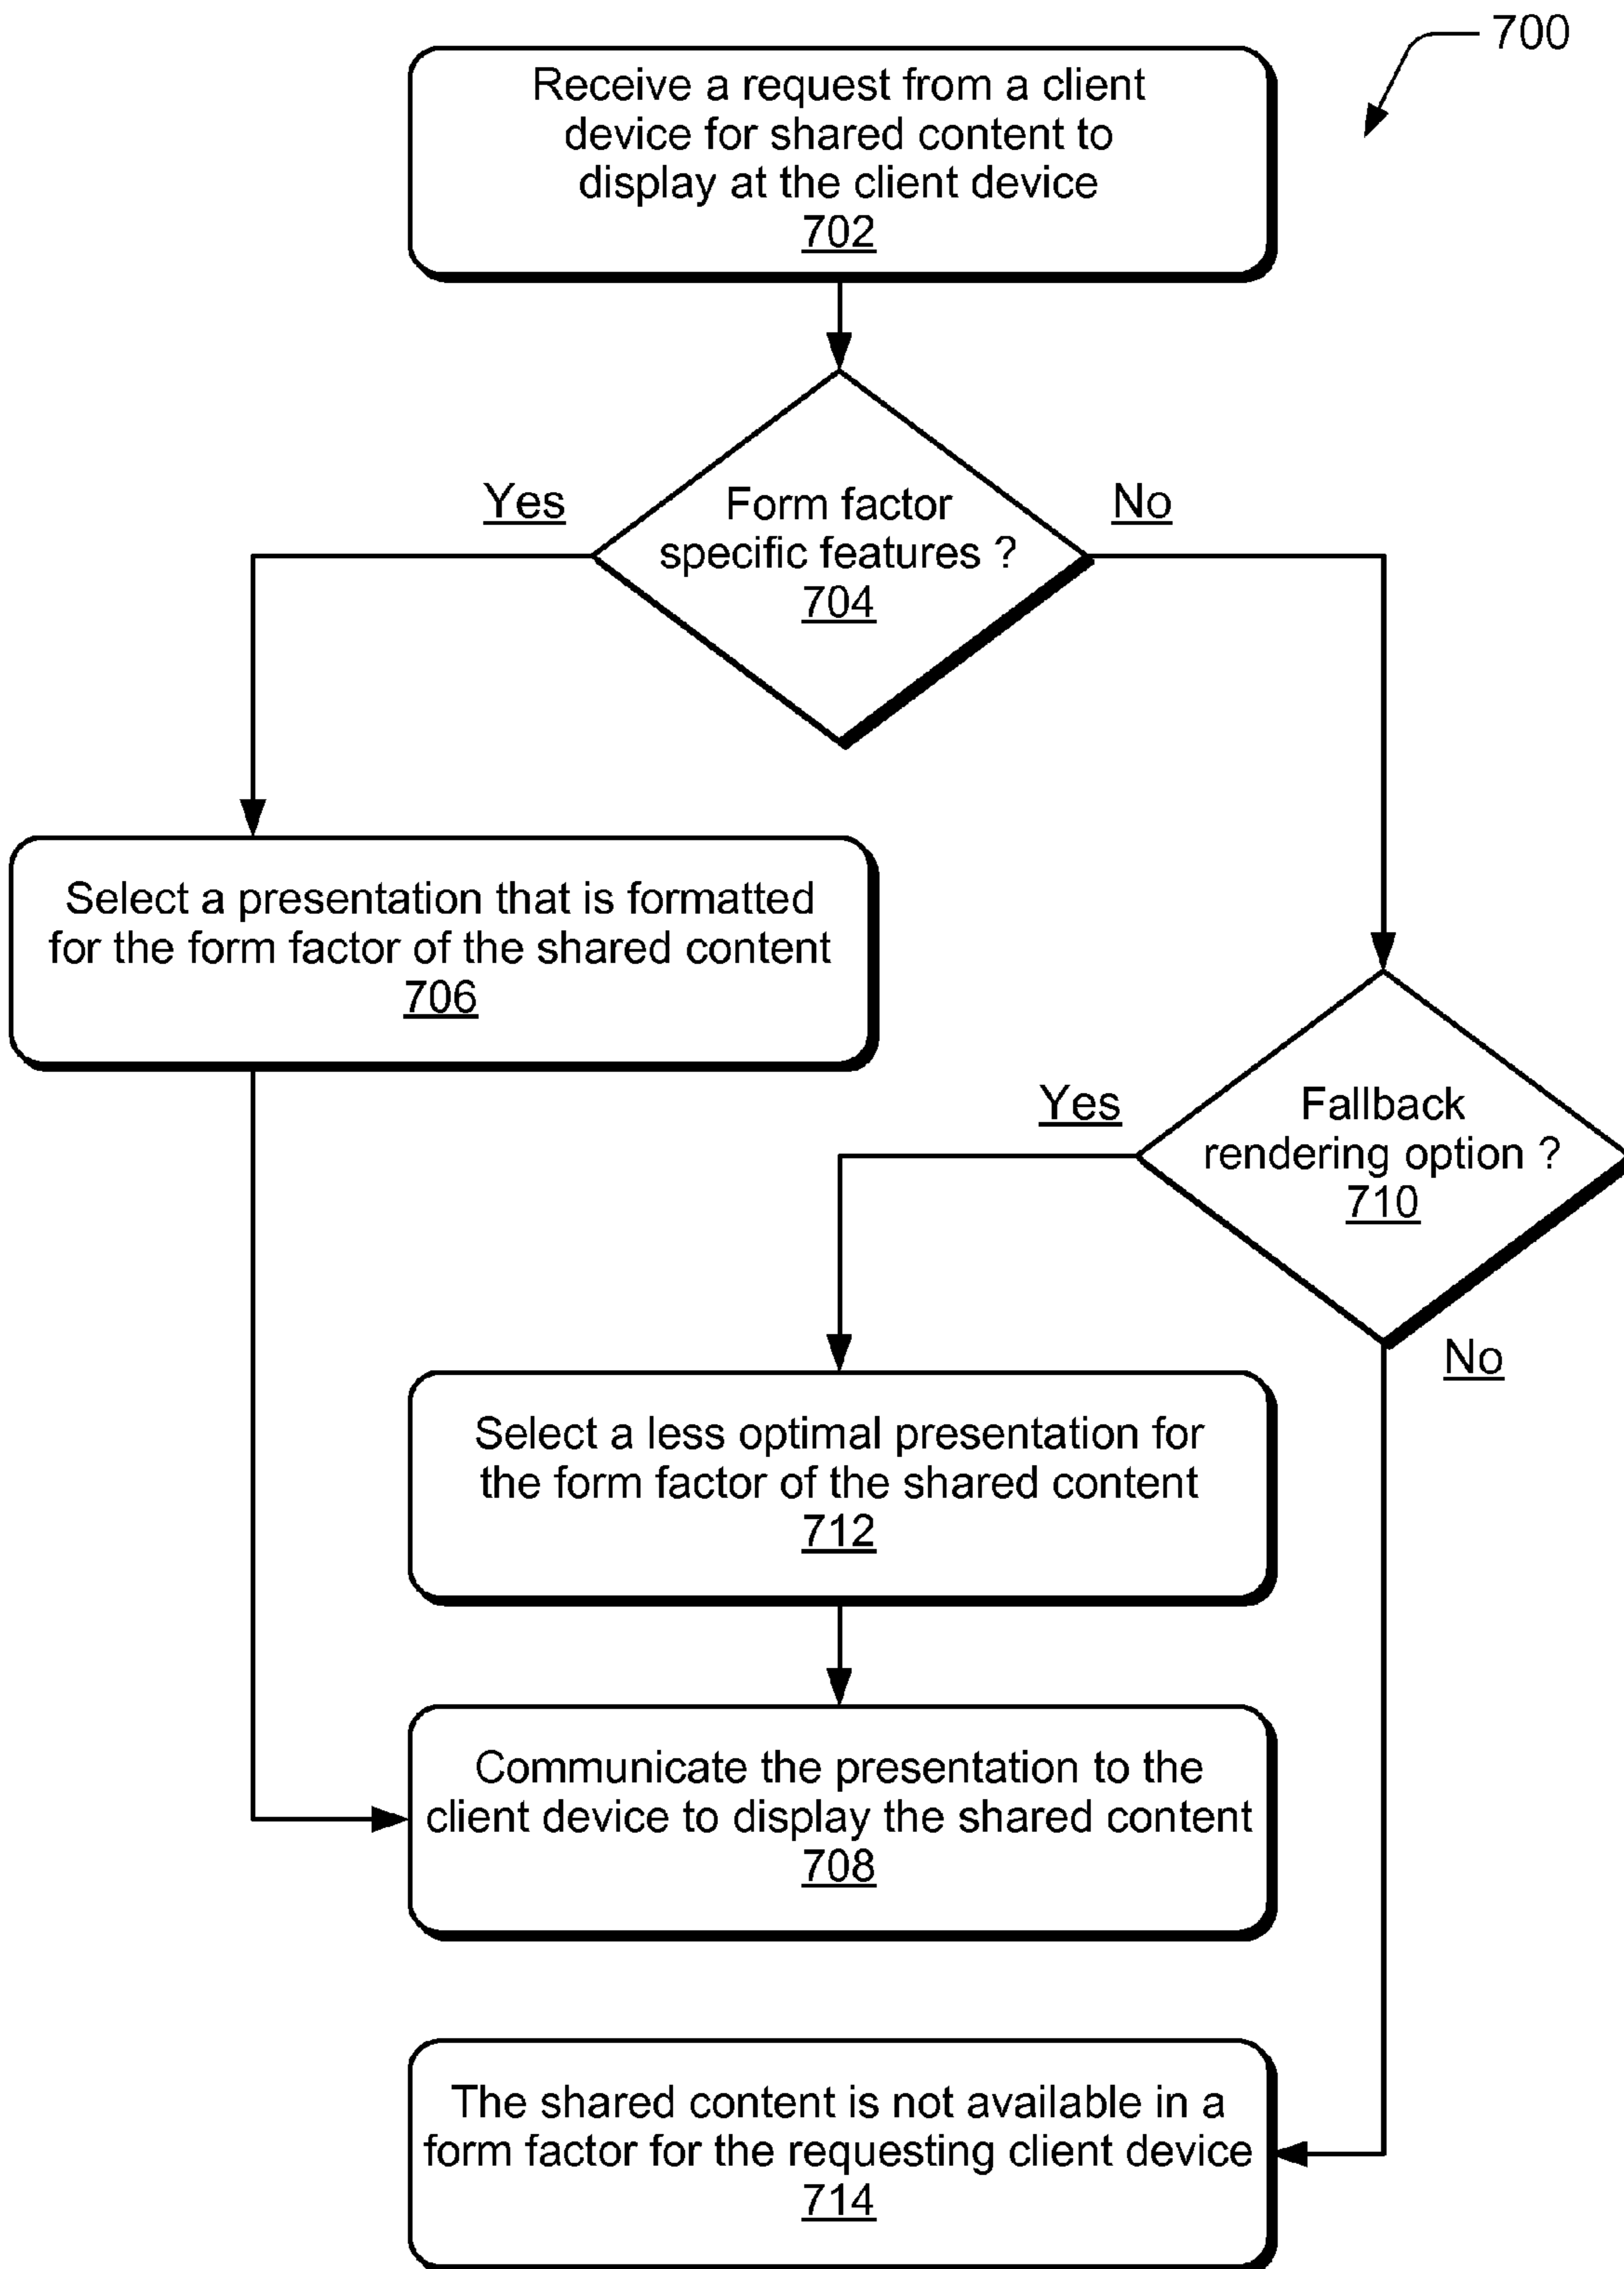 700
Receive a request from a client
device for shared content to
display at the client device
702
Yes
Form factor
specific features ?
704
No
Select a presentation that is formatted
for the form factor of the shared content
706
Yes
Fallback
rendering option ?
710
No
Select a less optimal presentation for
the form factor of the shared content
712
Communicate the presentation to the
client device to display the shared content
708
The shared content is not available in a
form factor for the requesting client device
714